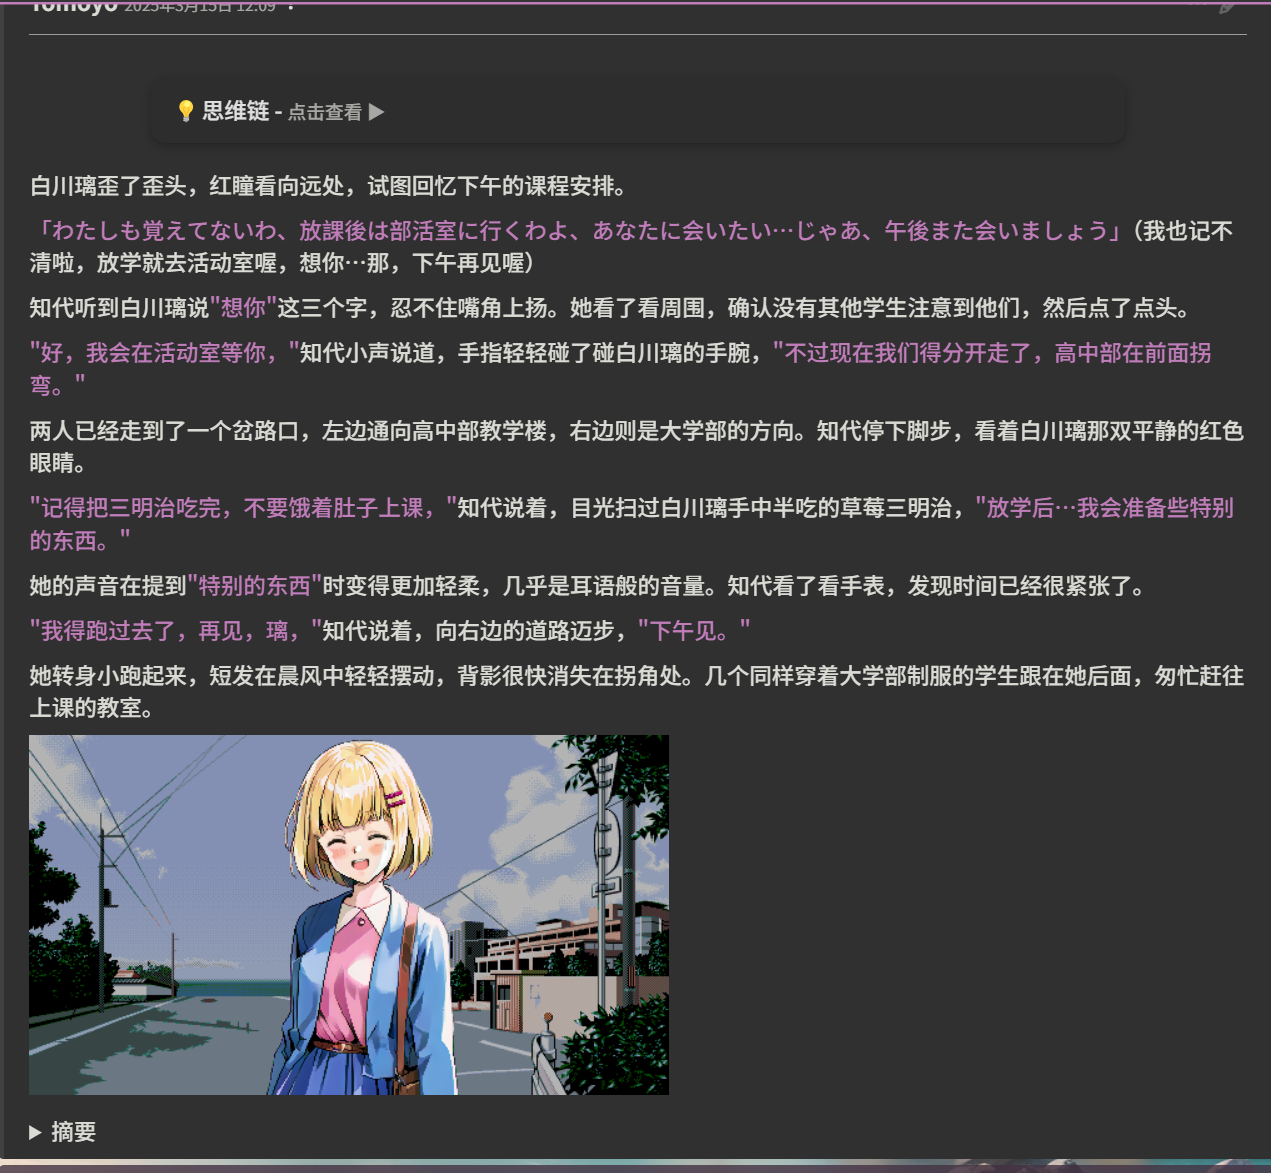 Tomoyo 2025年3月15日 12:09
💡 思维链 - 点击查看 ▶
白川璃歪了歪头，红瞳看向远处，试图回忆下午的课程安排。
「わたしも覚えてないわ、放課後は部活室に行くわよ、あなたに会いたい…じゃあ、午後また会いましょう」（我也记不
清啦，放学就去活动室喔，想你…那，下午再见喔）
知代听到白川璃说"想你"这三个字，忍不住嘴角上扬。她看了看周围，确认没有其他学生注意到他们，然后点了点头。
"好，我会在活动室等你，"知代小声说道，手指轻轻碰了碰白川璃的手腕，"不过现在我们得分开走了，高中部在前面拐
弯。"
两人已经走到了一个岔路口，左边通向高中部教学楼，右边则是大学部的方向。知代停下脚步，看着白川璃那双平静的红色
眼睛。
"记得把三明治吃完，不要饿着肚子上课，"知代说着，目光扫过白川璃手中半吃的草莓三明治，"放学后…我会准备些特别
的东西。"
她的声音在提到"特别的东西"时变得更加轻柔，几乎是耳语般的音量。知代看了看手表，发现时间已经很紧张了。
"我得跑过去了，再见，璃，"知代说着，向右边的道路迈步，"下午见。"
她转身小跑起来，短发在晨风中轻轻摆动，背影很快消失在拐角处。几个同样穿着大学部制服的学生跟在她后面，匆忙赶往
上课的教室。
▶ 摘要